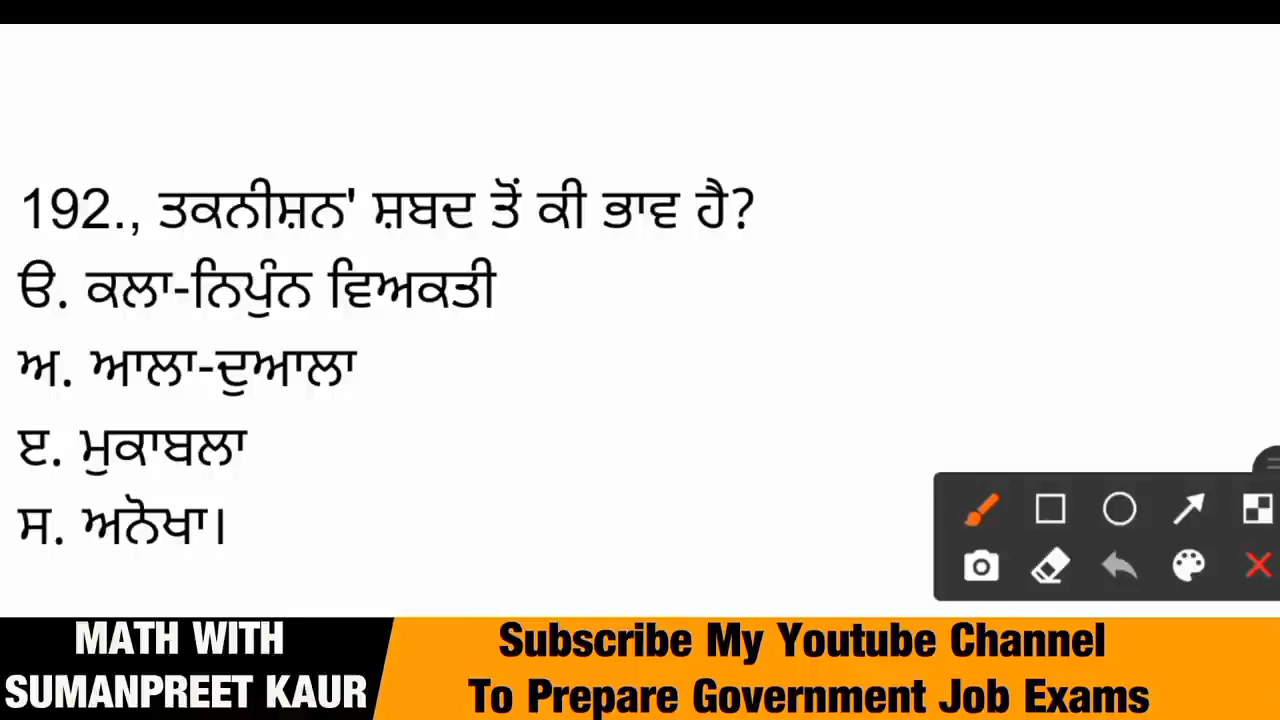 192., ਤਕਨੀਸ਼ਨ' ਸ਼ਬਦ ਤੋਂ ਕੀ ਭਾਵ ਹੈ?
ੳ. ਕਲਾ-ਨਿਪੁੰਨ ਵਿਅਕਤੀ
ਅ. ਆਲਾ-ਦੁਆਲਾ
ੲ. ਮੁਕਾਬਲਾ
ਸ. ਅਨੋਖਾ।
MATH WITH
SUMANPREET KAUR
Subscribe My Youtube Channel
To Prepare Government Job Exams